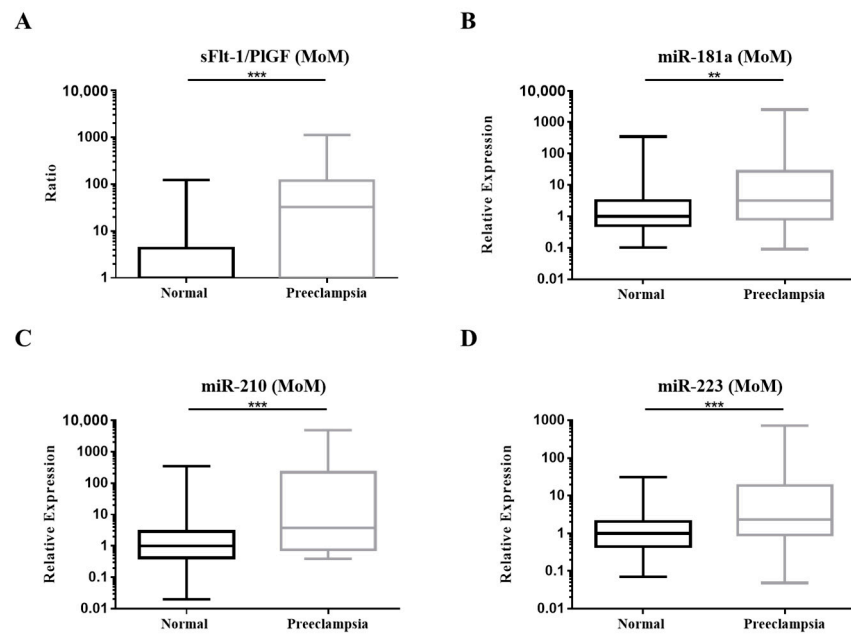 A
sFlt-1/PlGF (MoM)
***
10,000
1000
100
10
1
Ratio
Normal Preeclampsia
B
miR-181a (MoM)
**
10,000
1000
100
10
1
0.1
0.01
Relative Expression
Normal Preeclampsia
C
miR-210 (MoM)
***
10,000
1000
100
10
1
0.1
0.01
Relative Expression
Normal Preeclampsia
D
miR-223 (MoM)
***
1000
100
10
1
0.1
0.01
Relative Expression
Normal Preeclampsia